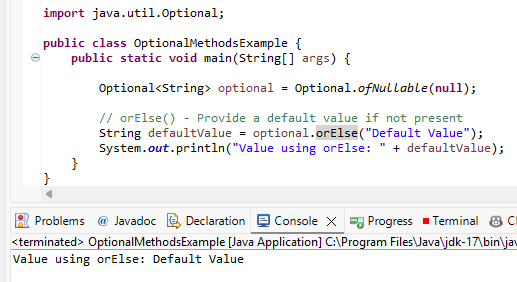 import java.util.Optional;
public class OptionalMethodsExample {
public static void main(String[] args) {
Optional<String> optional = Optional.ofNullable(null);
// orElse() - Provide a default value if not present
String defaultValue = optional.orElse("Default Value");
System.out.println("Value using orElse: " + defaultValue);
}
}
Problems @ Javadoc Declaration Console Progress Terminal
<terminated> OptionalMethodsExample [Java Application] C:\Program Files\Java\jdk-17\bin\jav
Value using orElse: Default Value